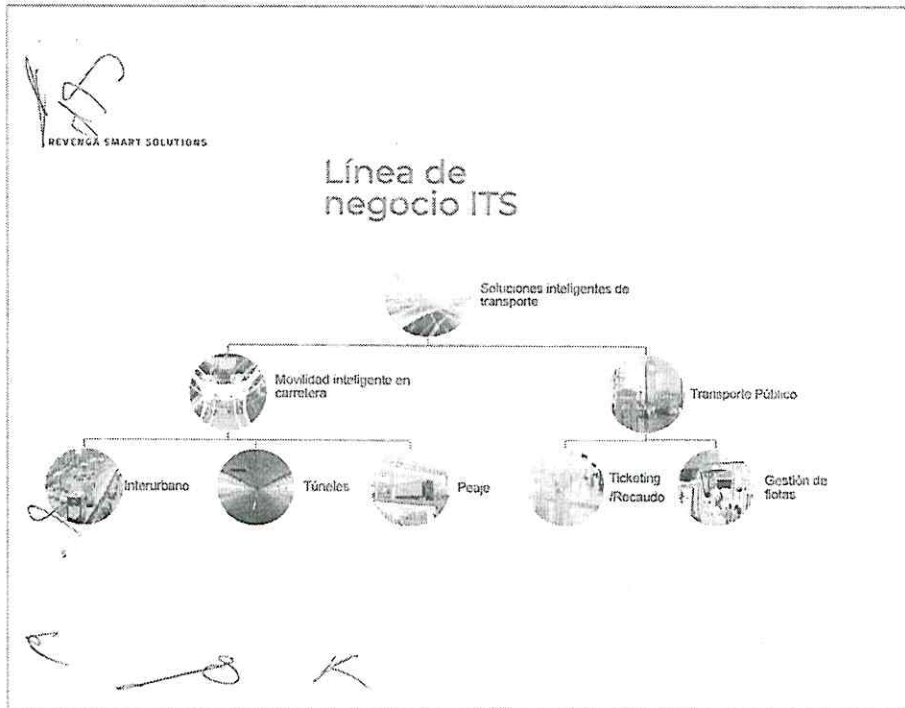 REVENGA SMART SOLUTIONS
Línea de
negocio ITS
Soluciones inteligentes de
transporte
Movilidad inteligente en
carretera
Transporte Público
Interurbano
Túneles
Peaje
Ticketing
/Recaudo
Gestión de
flotas